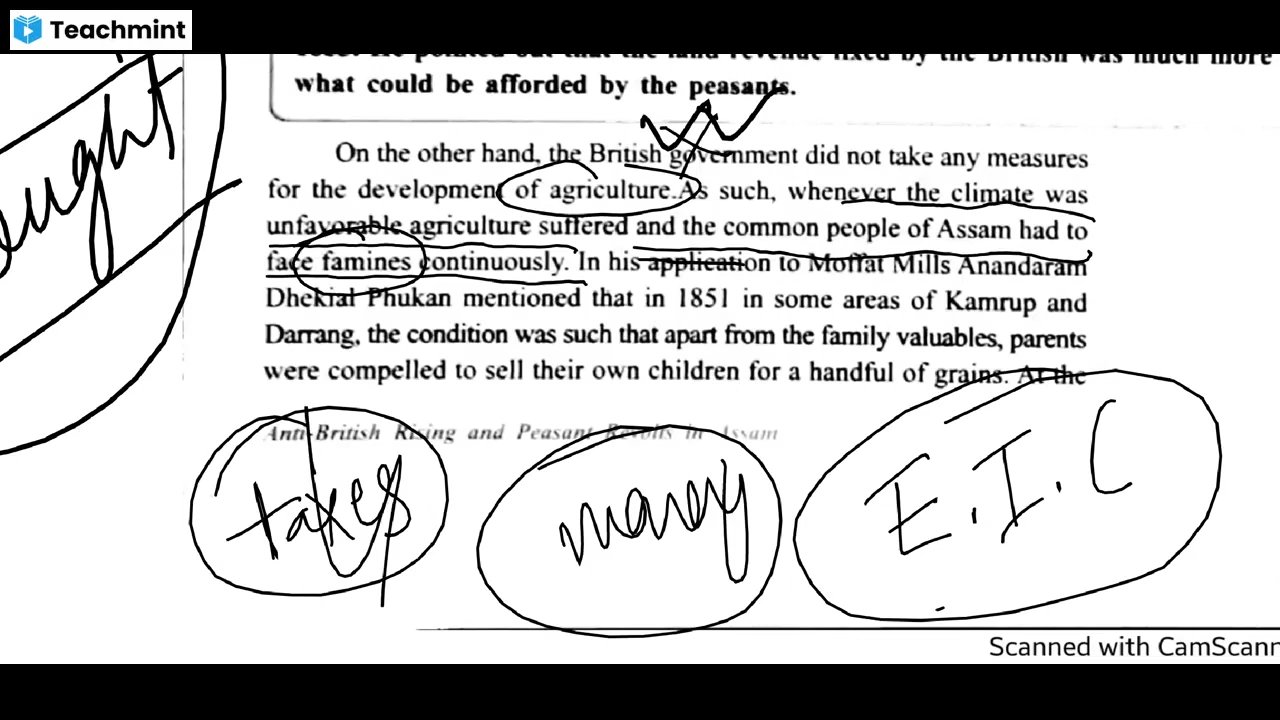 Teachmint
what could be afforded by the peasants.
On the other hand, the British government did not take any measures
for the development of agriculture.As such, whenever the climate was
unfavorable agriculture suffered and the common people of Assam had to
face famines continuously. In his application to Moffat Mills Anandaram
Dhekial Phukan mentioned that in 1851 in some areas of Kamrup and
Darrang, the condition was such that apart from the family valuables, parents
were compelled to sell their own children for a handful of grains. At the
Anti-British Rising and Peasant Revolts in Assam
taxes money E.I.C
Scanned with CamScann